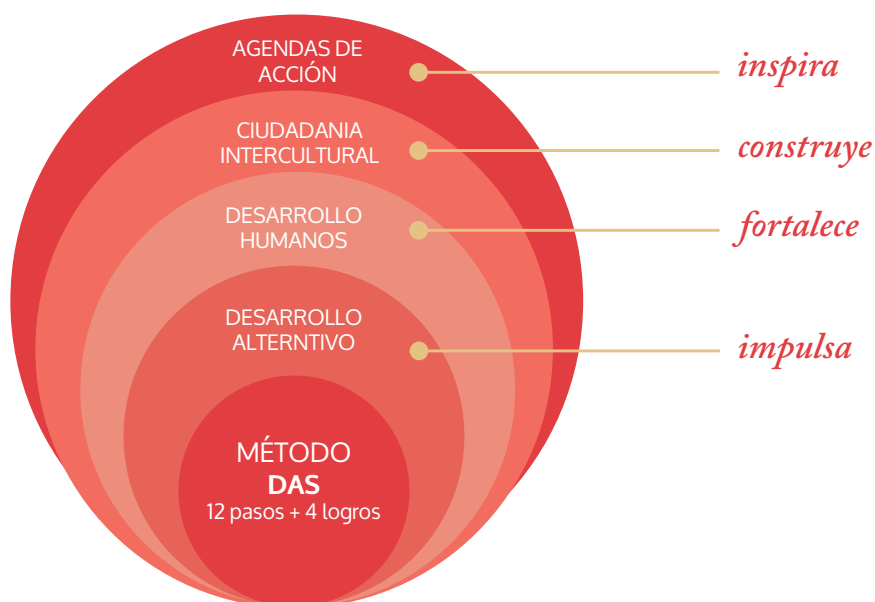 AGENDAS DE
ACCIÓN
inspira
CIUDADANIA
INTERCULTURAL
construye
DESARROLLO
HUMANOS
fortalece
DESARROLLO
ALTERNTIVO
impulsa
MÉTODO
DAS
12 pasos + 4 logros